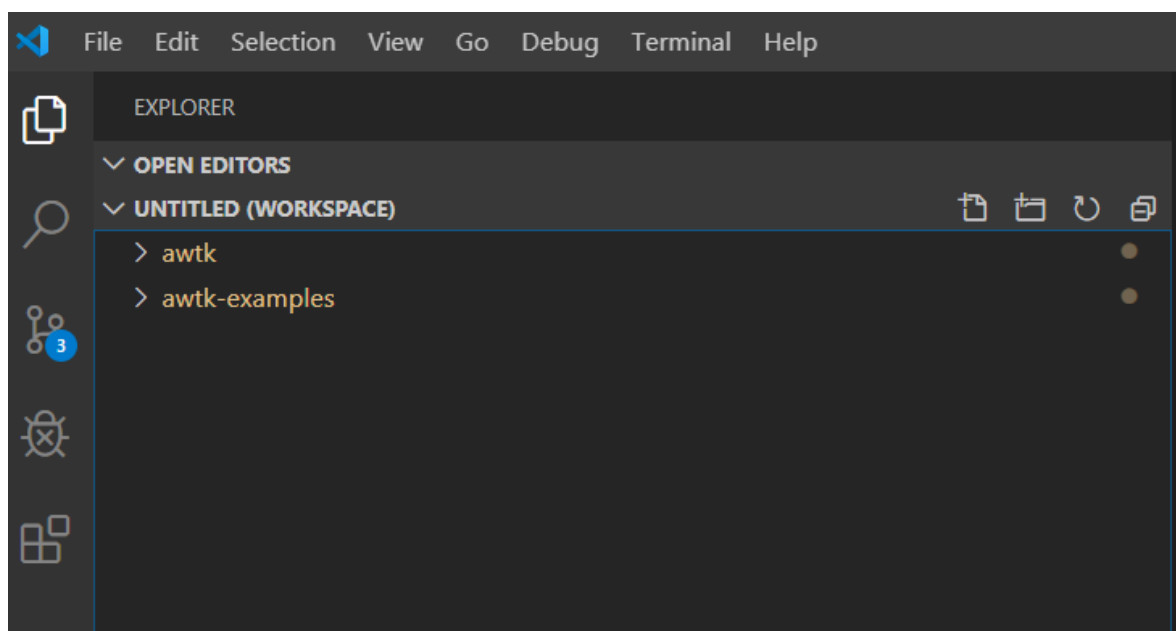 File Edit Selection View Go Debug Terminal Help
EXPLORER
OPEN EDITORS
UNTITLED (WORKSPACE)
awtk
awtk-examples
3